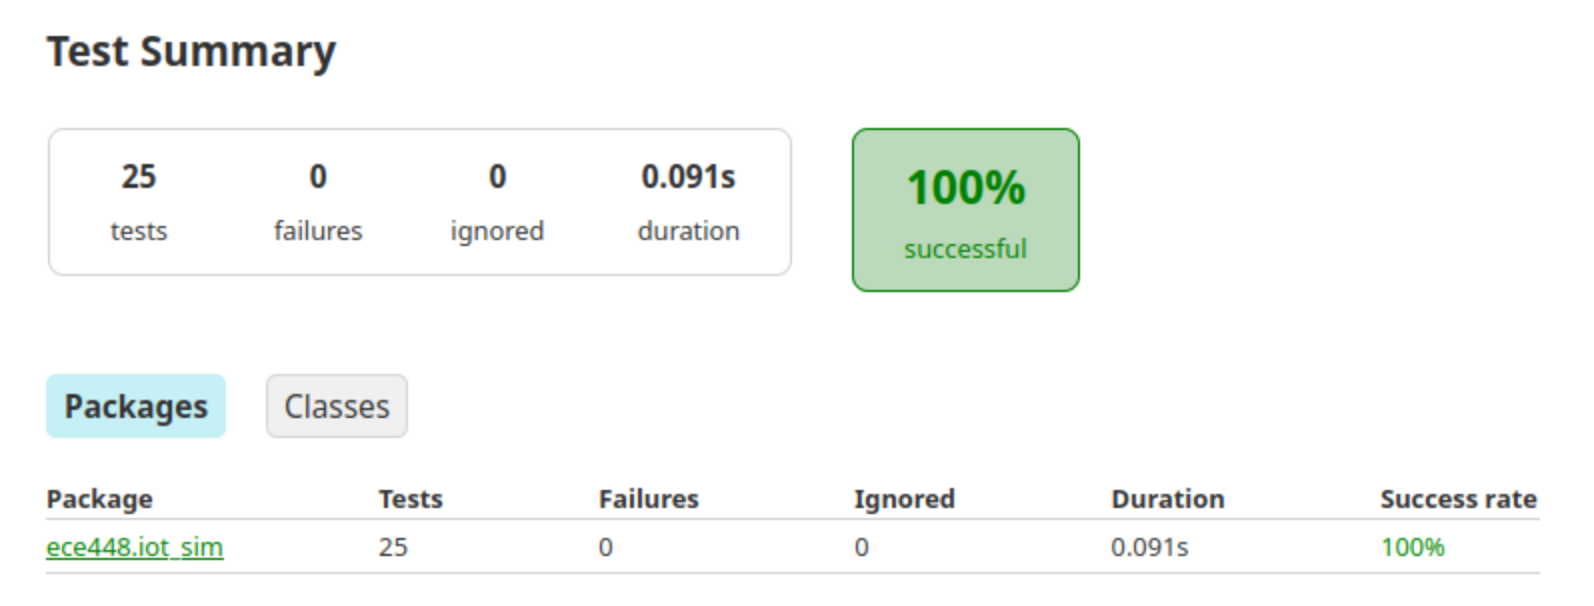 Test Summary
25 0 0 0.091s
tests failures ignored duration
100%
successful
Packages Classes
Package Tests Failures Ignored Duration Success rate
ece448.iot_sim 25 0 0 0.091s 100%